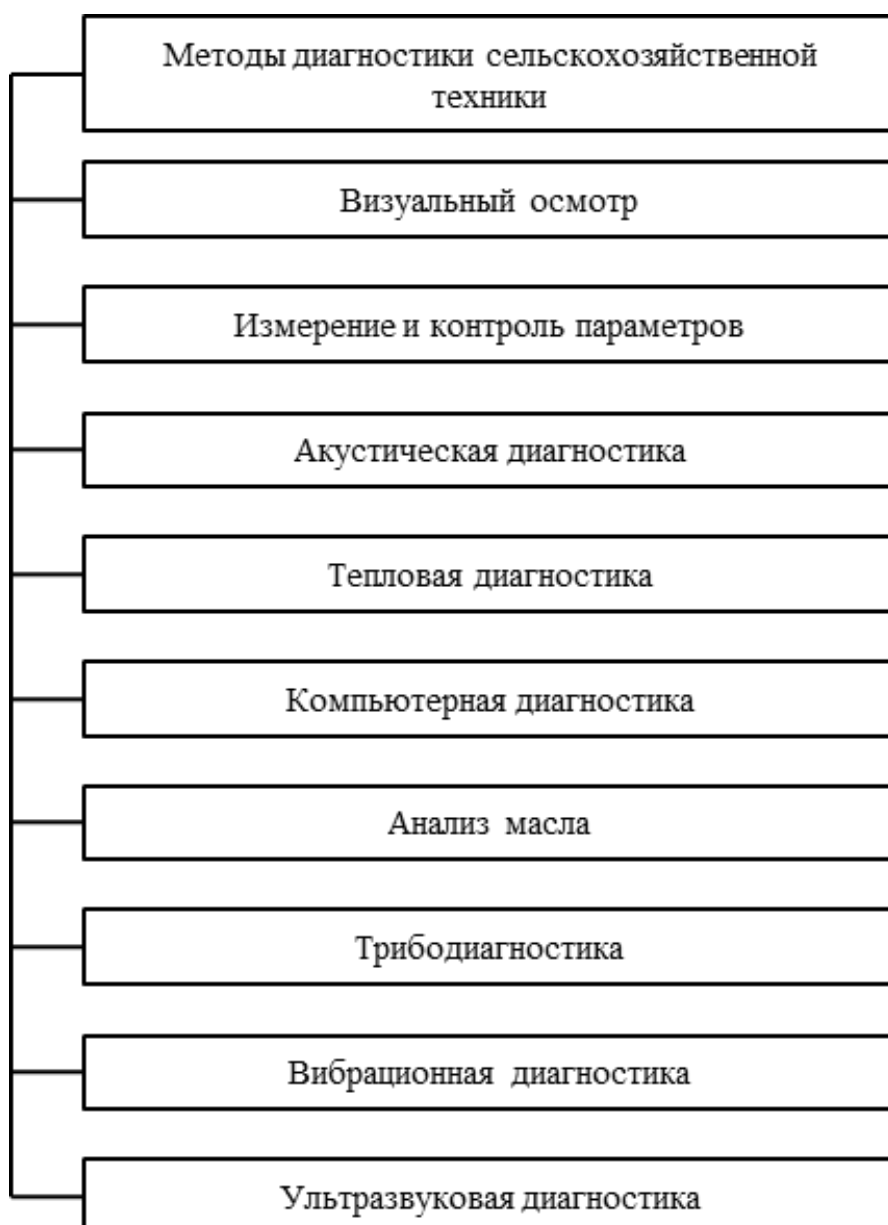 Методы диагностики сельскохозяйственной
техники
Визуальный осмотр
Измерение и контроль параметров
Акустическая диагностика
Тепловая диагностика
Компьютерная диагностика
Анализ масла
Трибодиагностика
Вибрационная диагностика
Ультразвуковая диагностика